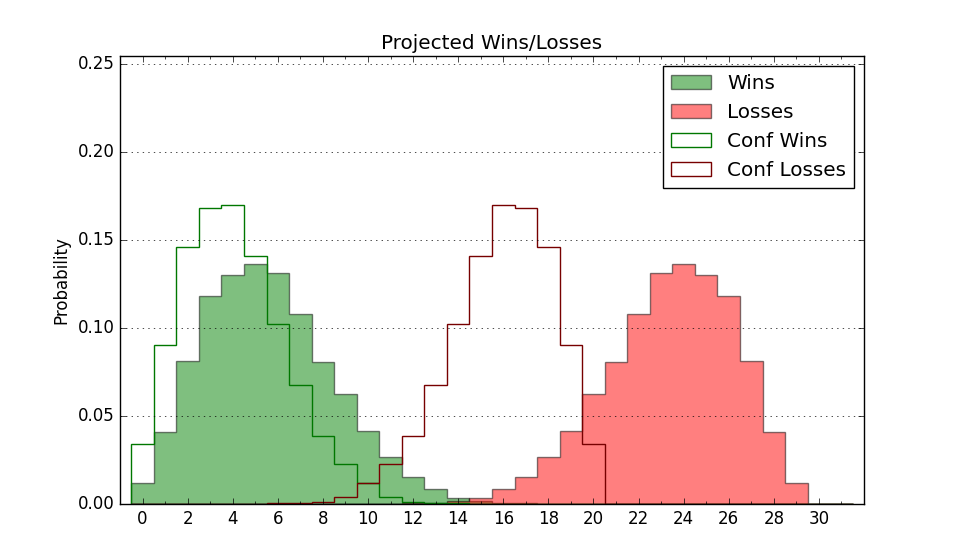 Projected Wins/Losses
0.25
0.20
0.15
0.10
0.05
0.00
Probability
Wins
Losses
Conf Wins
Conf Losses
0 2 4 6 8 10 12 14 16 18 20 22 24 26 28 30